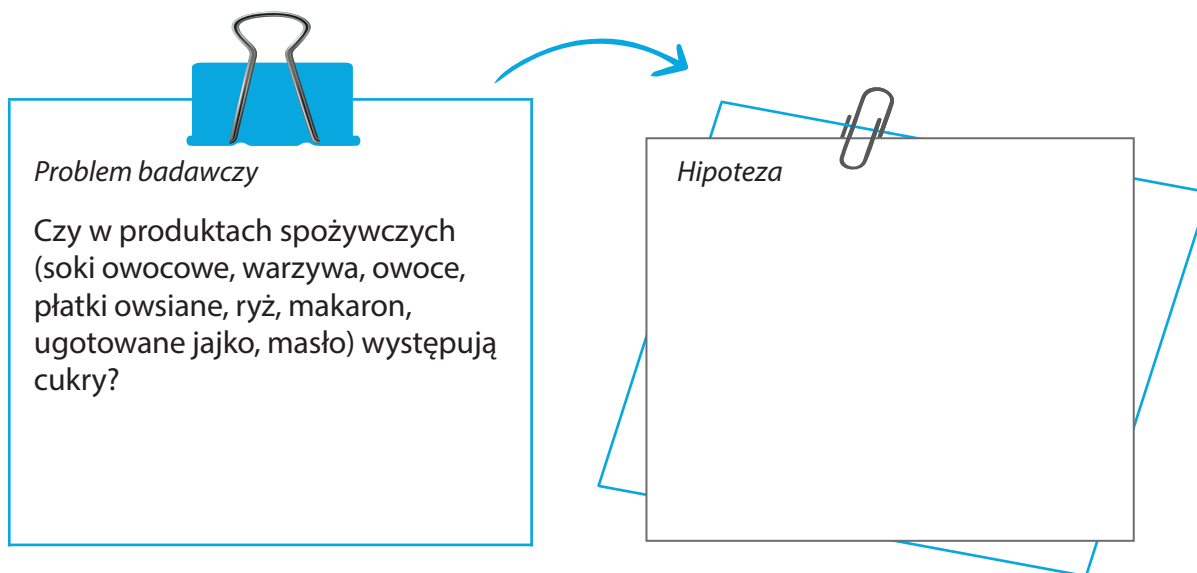 Problem badawczy
Czy w produktach spożywczych
(soki owocowe, warzywa, owoce,
płatki owsiane, ryż, makaron,
ugotowane jajko, masło) występują
cukry?
Hipoteza